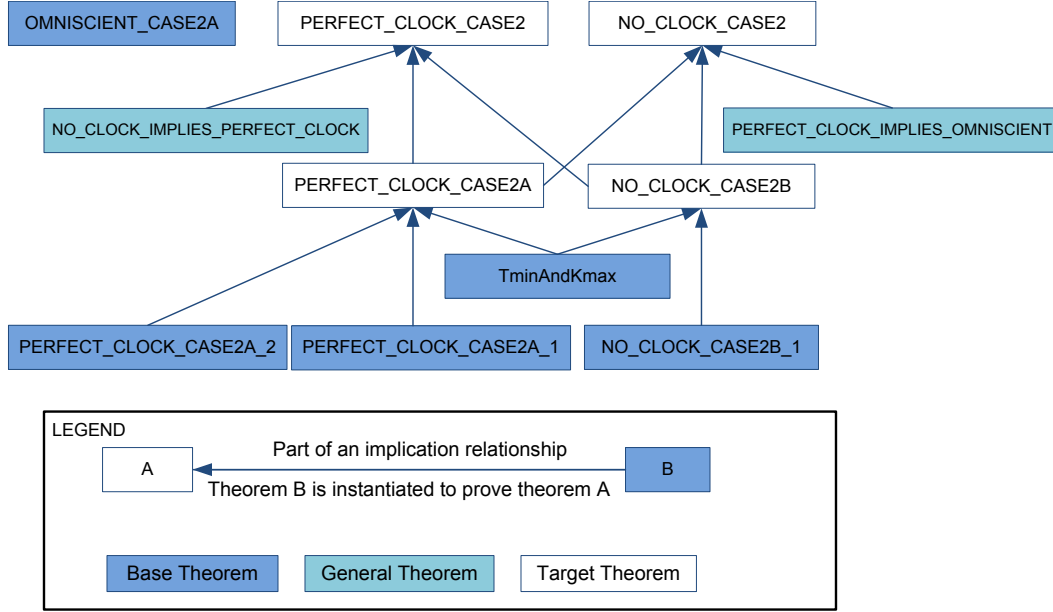 OMNISCIENT_CASE2A
PERFECT_CLOCK_CASE2
NO_CLOCK_CASE2
NO_CLOCK_IMPLIES_PERFECT_CLOCK
PERFECT_CLOCK_IMPLIES_OMNISCIENT
PERFECT_CLOCK_CASE2A
NO_CLOCK_CASE2B
TminAndKmax
PERFECT_CLOCK_CASE2A_2
PERFECT_CLOCK_CASE2A_1
NO_CLOCK_CASE2B_1
LEGEND
A
Part of an implication relationship
Theorem B is instantiated to prove theorem A
B
Base Theorem
General Theorem
Target Theorem